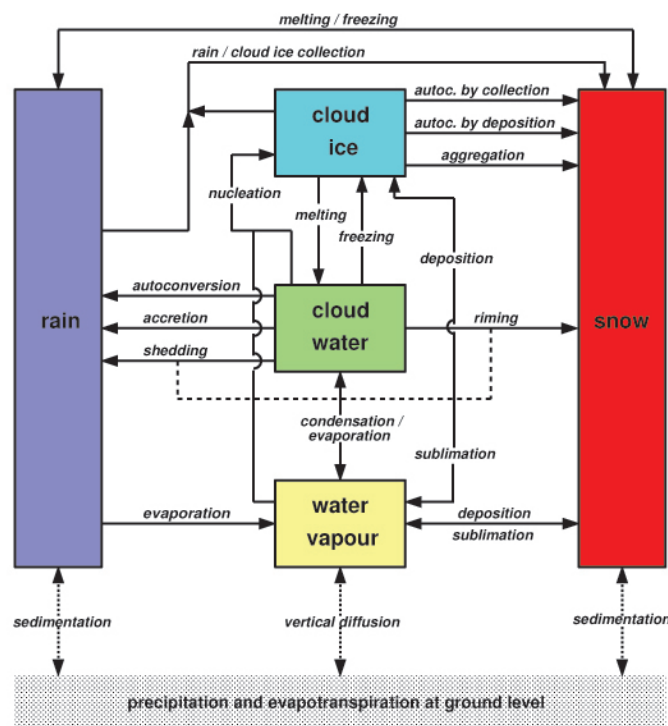 melting / freezing
rain / cloud ice collection
cloud
ice
autoc. by collection
autoc. by deposition
aggregation
nucleation
melting
freezing
deposition
rain
autoconversion
accretion
shedding
cloud
water
riming
snow
condensation /
evaporation
sublimation
evaporation
water
vapour
deposition
sublimation
sedimentation
vertical diffusion
sedimentation
precipitation and evapotranspiration at ground level